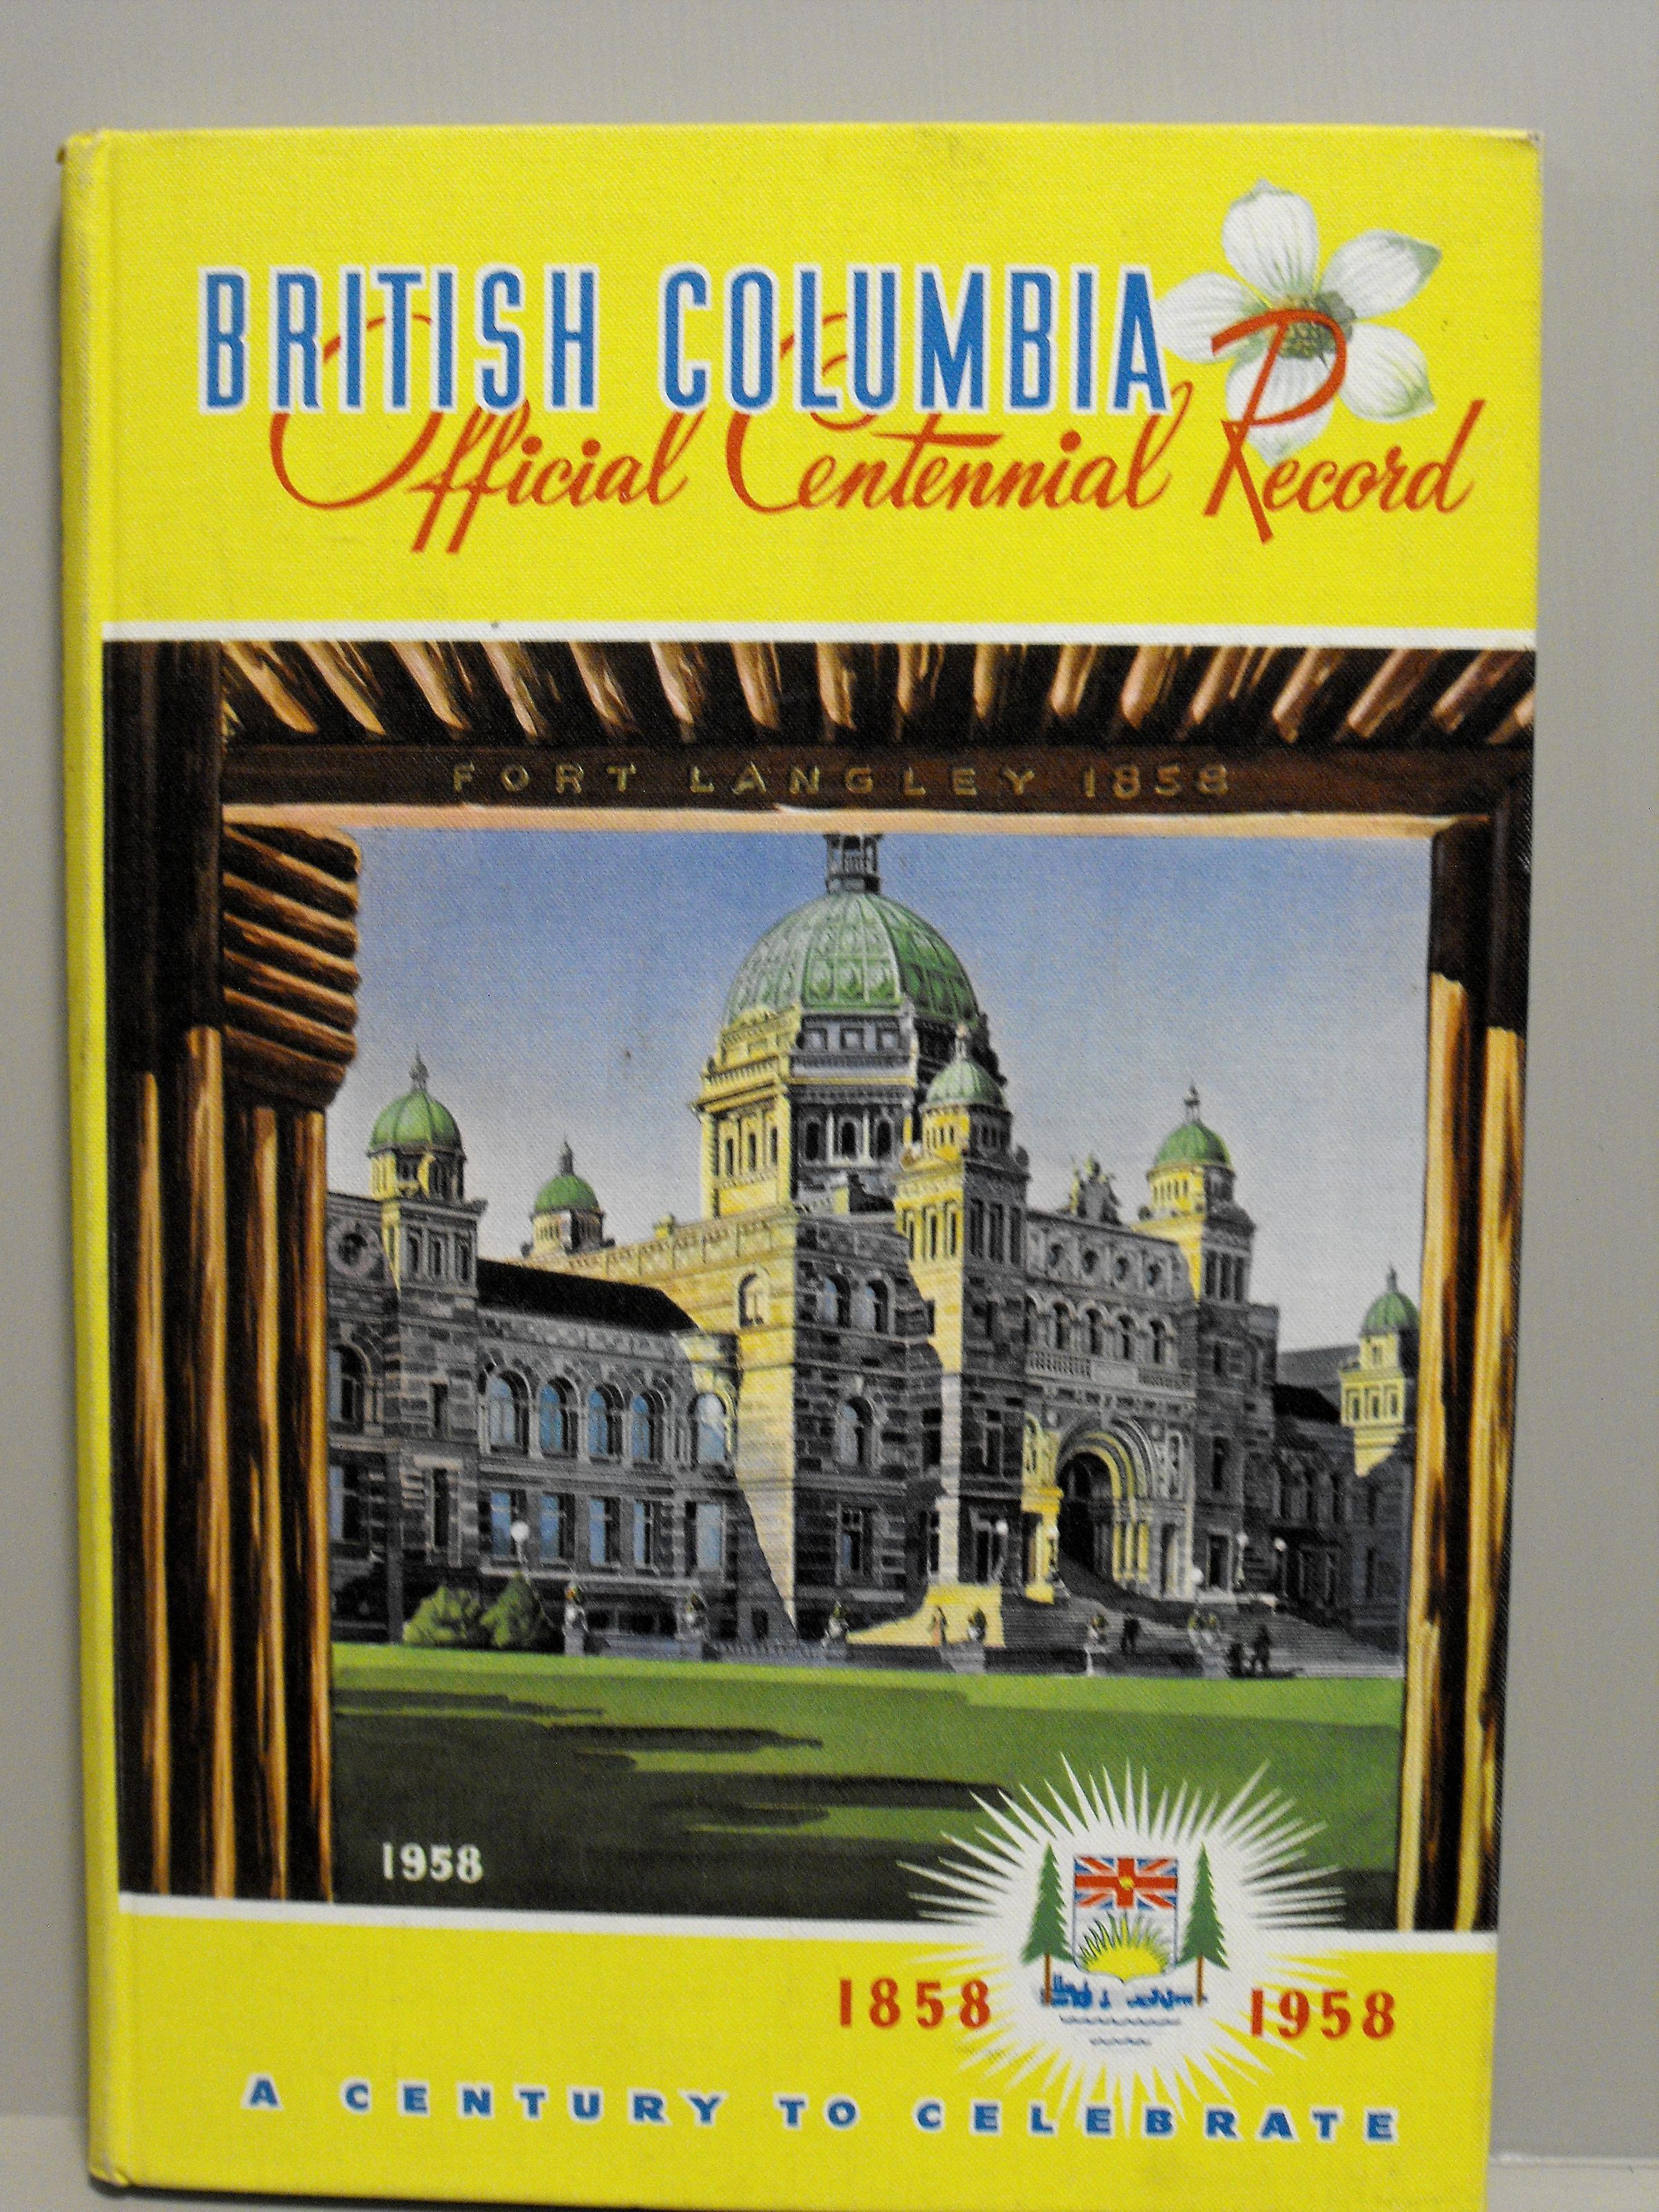 BRITISH COLUMBIA
Official Centennial Record
FORT LANGLEY 1858
1958
1858 1958
A CENTURY TO CELEBRATE